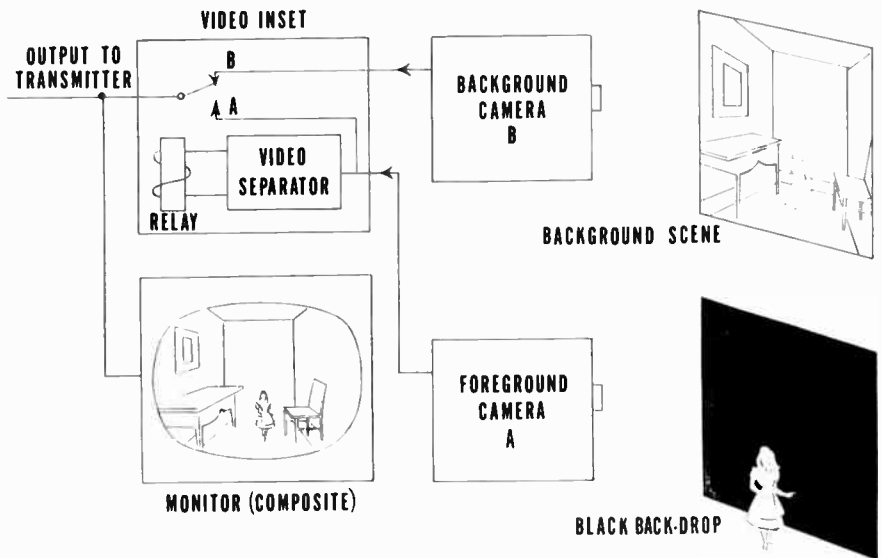 VIDEO INSET
OUTPUT TO
TRANSMITTER
B
A
VIDEO
SEPARATOR
RELAY
BACKGROUND
CAMERA
B
BACKGROUND SCENE
FOREGROUND
CAMERA
A
MONITOR (COMPOSITE)
BLACK BACK-DROP